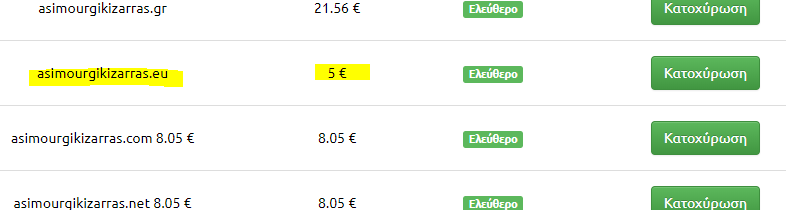 asimourgikizarras.gr 21.56 € Ελεύθερο Κατοχύρωση
asimourgikizarras.eu 5 € Ελεύθερο Κατοχύρωση
asimourgikizarras.com 8.05 € 8.05 € Ελεύθερο Κατοχύρωση
asimourgikizarras.net 8.05 € 8.05 € Ελεύθερο Κατοχύρωση